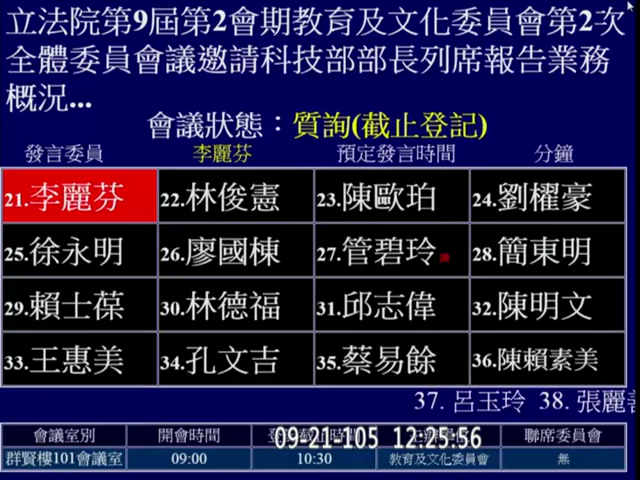 立法院第9屆第2會期教育及文化委員會第2次
全體委員會議邀請科技部部長列席報告業務
概況...
會議狀態：質詢(截止登記)
發言委員 李麗芬 預定發言時間 分鐘
21.李麗芬 22.林俊憲 23.陳歐珀 24.劉櫂豪
25.徐永明 26.廖國棟 27.管碧玲 28.簡東明
29.賴士葆 30.林德福 31.邱志偉 32.陳明文
33.王惠美 34.孔文吉 35.蔡易餘 36.陳賴素美
37. 呂玉玲 38. 張麗善
會議室別 開會時間 聯席委員會
09-21-105 12:25:56
群賢樓101會議室 09:00 10:30 教育及文化委員會 無